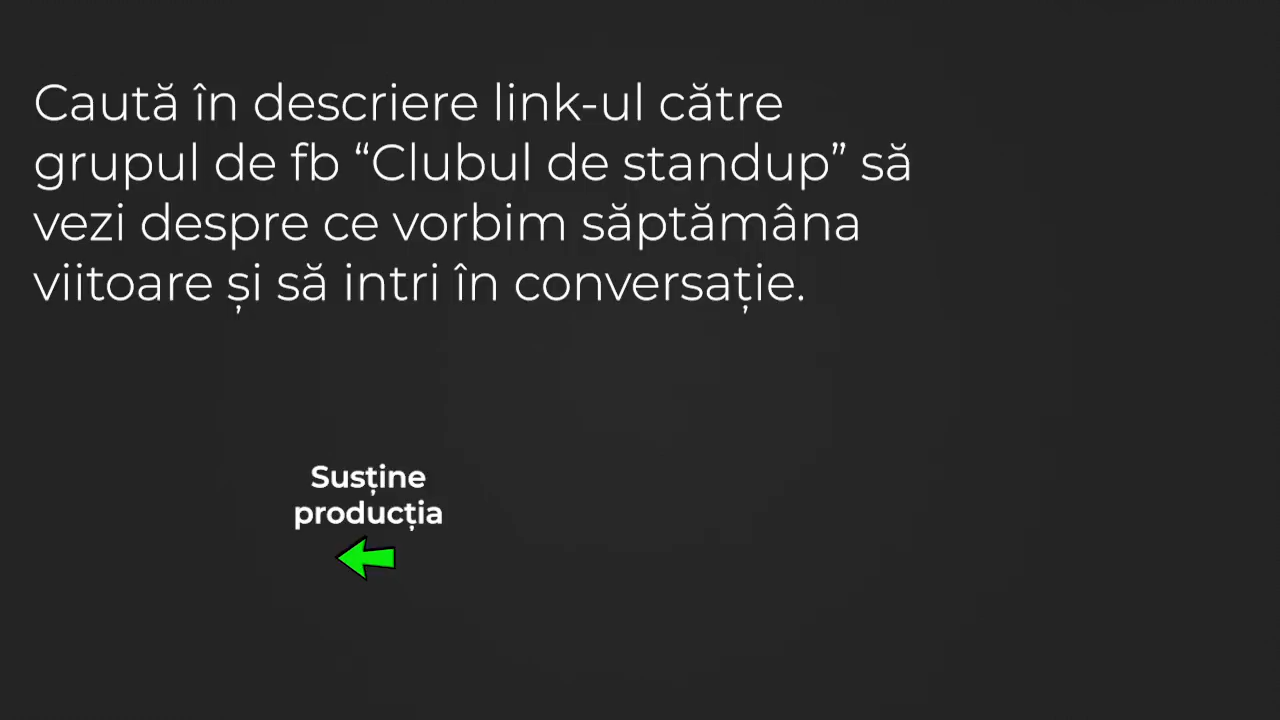 Caută în descriere link-ul către
grupul de fb “Clubul de standup” să
vezi despre ce vorbim săptămâna
viitoare și să intri în conversație.
Susține
producția